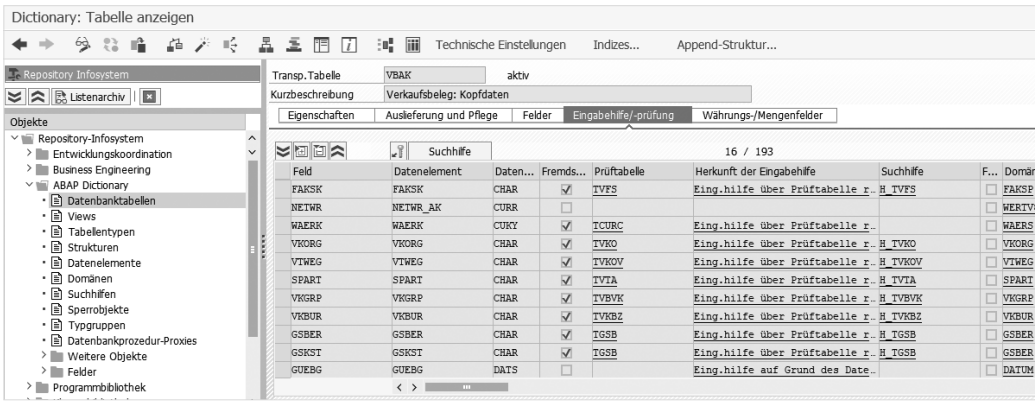 Dictionary: Tabelle anzeigen
Technische Einstellungen Indizes... Append-Struktur...
Repository Infosystem
Listenarchiv
Objekte
Repository-Infosystem
Entwicklungskoordination
Business Engineering
ABAP Dictionary
Datenbanktabellen
Views
Tabellentypen
Strukturen
Datenelemente
Domänen
Suchhilfen
Sperrobjekte
Typgruppen
Datenbankprozedur-Proxies
Weitere Objekte
Felder
Programmbibliothek
Transp.Tabelle VBAK aktiv
Kurzbeschreibung Verkaufsbeleg: Kopfdaten
Eigenschaften Auslieferung und Pflege Felder Eingabehilfe/-prüfung Währungs-/Mengenfelder
Suchhilfe 16 / 193
Feld Datenelement Daten... Fremds... Prüftabelle Herkunft der Eingabehilfe Suchhilfe F... Domän
FAKSK FAKSK CHAR TVFS Eing.hilfe über Prüftabelle r… H_TVFS FAKSP
NETWR NETWR_AK CURR WERTV
WAERK WAERK CUKY TCURC Eing.hilfe über Prüftabelle r… WAERS
VKORG VKORG CHAR TVKO Eing.hilfe über Prüftabelle r… H_TVKO VKORG
VTWEG VTWEG CHAR TVKOV Eing.hilfe über Prüftabelle r… H_TVKOV VTWEG
SPART SPART CHAR TVTA Eing.hilfe über Prüftabelle r… H_TVTA SPART
VKGRP VKGRP CHAR TVBVK Eing.hilfe über Prüftabelle r… H_TVBVK VKGRP
VKBUR VKBUR CHAR TVKBZ Eing.hilfe über Prüftabelle r… H_TVKBZ VKBUR
GSBER GSBER CHAR TGSB Eing.hilfe über Prüftabelle r… H_TGSB GSBER
GSKST GSKST CHAR TGSB Eing.hilfe über Prüftabelle r… H_TGSB GSBER
GUEBG GUEBG DATS Eing.hilfe auf Grund des Date… DATUM